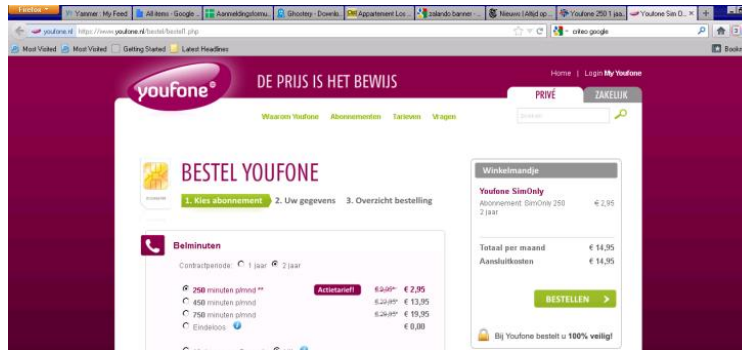 Firefox
Yammer : My Feed
All items - Google ...
Aanmeldingsformu...
Ghostery - Downlo...
Appartement Los ...
zalando banner - ...
Nieuws | Altijd op ...
Youfone 250 1 jaa...
Youfone Sim O...
youfone.nl https://www.youfone.nl/bestel/bestel1.php
criteo google
Most Visited
Most Visited
Getting Started
Latest Headlines
Bookm
youfone
DE PRIJS IS HET BEWIJS
Home | Login My Youfone
PRIVÉ
ZAKELIJK
Waarom Youfone Abonnementen Tarieven Vragen
BESTEL YOUFONE
1. Kies abonnement 2. Uw gegevens 3. Overzicht bestelling
Belminuten
Contractperiode: 1 jaar 2 jaar
250 minuten p/mnd ** Actietarief! € 2,95
450 minuten p/mnd € 13,95
750 minuten p/mnd € 19,95
Eindeloos € 0,00
Winkelmandje
Youfone SimOnly
Abonnement: SimOnly 250 € 2,95
2 jaar
Totaal per maand € 14,95
Aansluitkosten € 14,95
BESTELLEN >
Bij Youfone bestelt u 100% veilig!